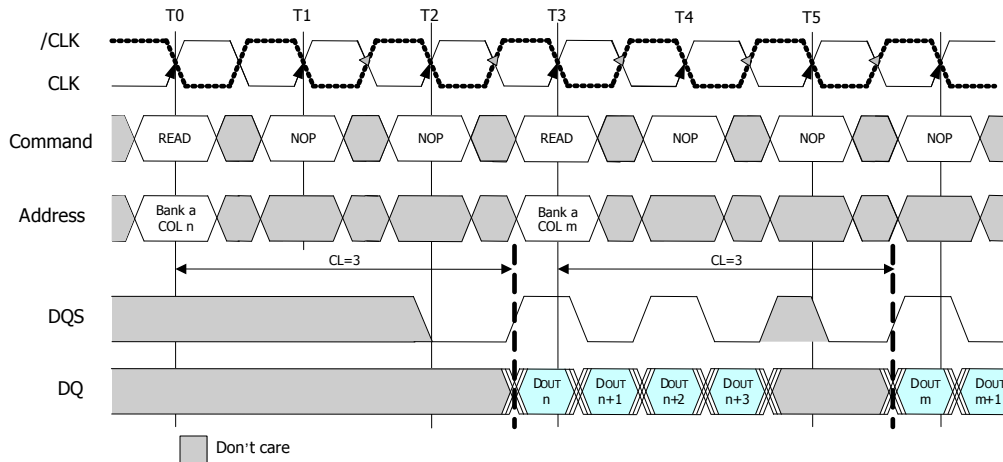 T0 T1 T2 T3 T4 T5
/CLK
CLK
Command READ NOP NOP READ NOP NOP NOP
Address Bank a COL n Bank a COL m
CL=3 CL=3
DQS
DQ DOUT n DOUT n+1 DOUT n+2 DOUT n+3 DOUT m DOUT m+1
Don't care